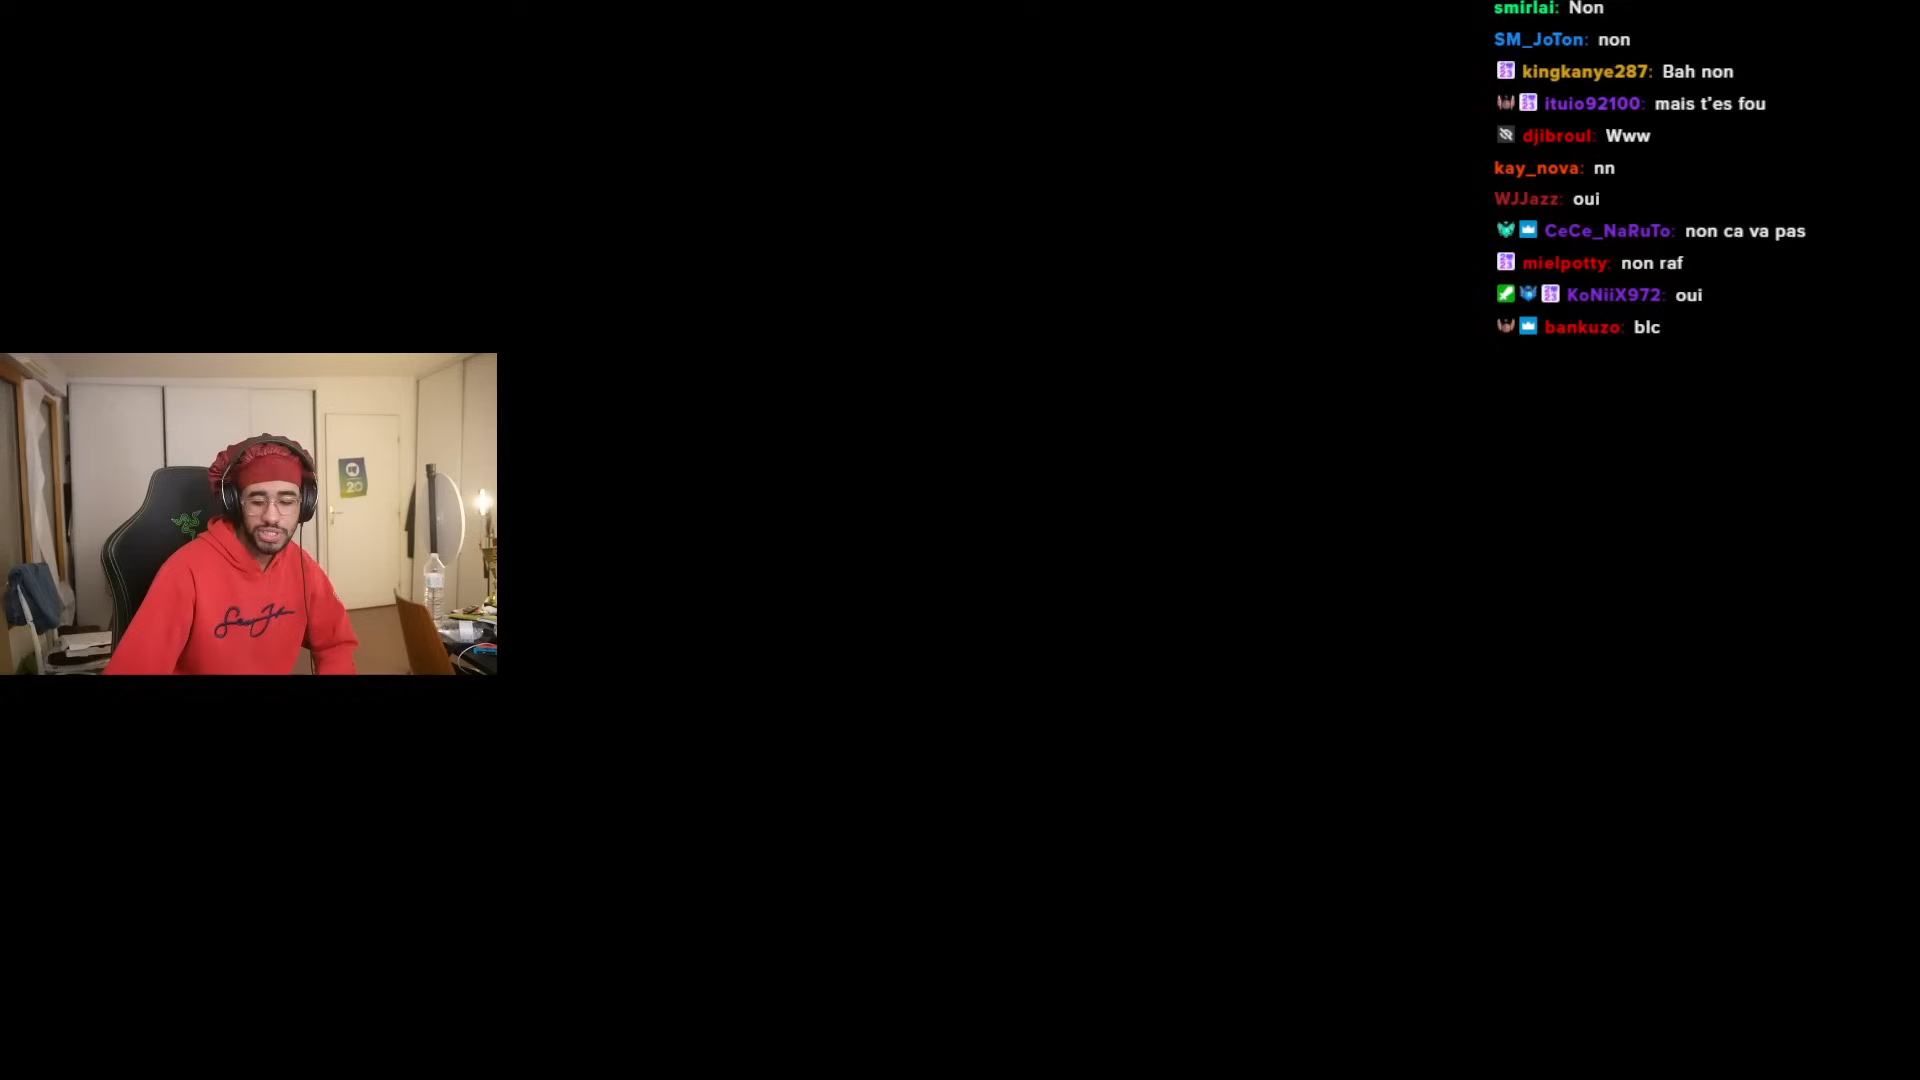 smirlai: Non
SM_JoTon: non
kingkanye287: Bah non
ituio92100: mais t'es fou
djibroul: Www
kay_nova: nn
WJJazz: oui
CeCe_NaRuTo: non ca va pas
mielpotty: non raf
KoNiiX972: oui
bankuzo: blc
20